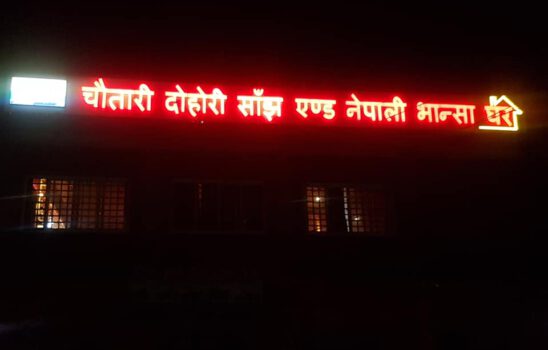 चौतारी दोहोरी साँझ एण्ड नेपाली भान्सा घर